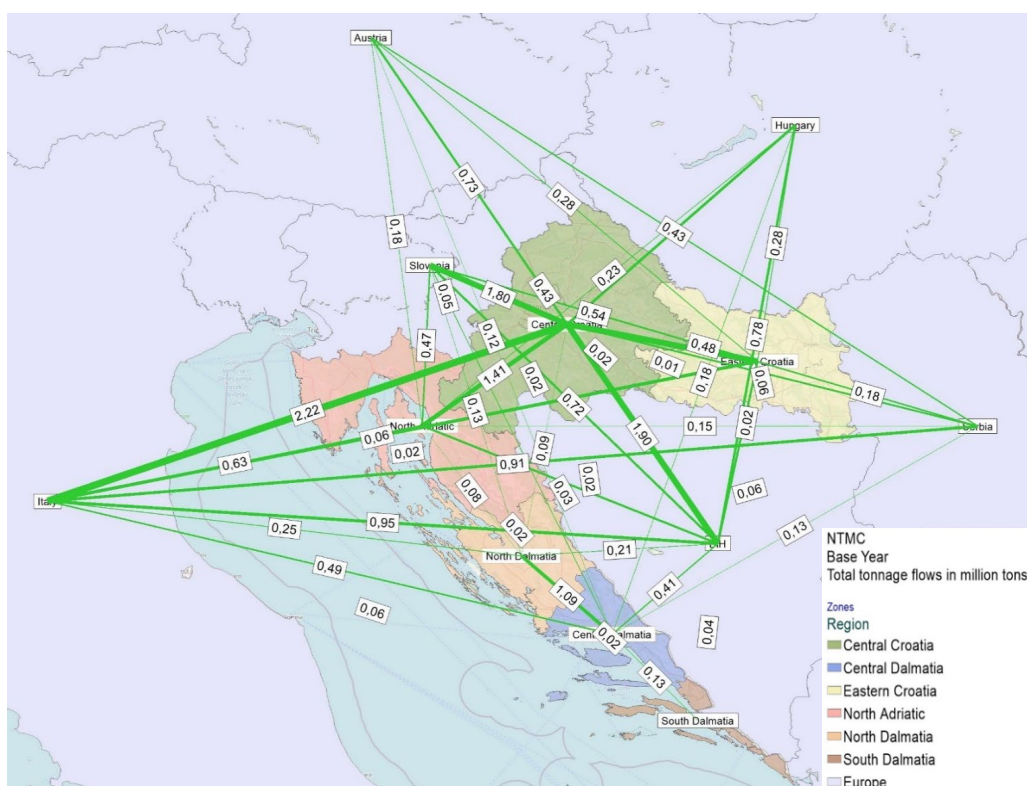 Austria
Hungary
0,73
0,28
0,18
0,43
0,28
Slovenia
0,23
0,05
1,80
0,43
0,54
Central Croatia
0,12
0,47
0,78
0,48
0,02
Eastern Croatia
0,01
1,41
0,02
0,18
0,06
0,72
0,18
2,22
0,13
0,02
North Adriatic
0,15
Serbia
0,06
1,90
0,09
0,02
0,63
0,91
0,02
0,03
0,06
Italy
0,08
0,95
0,25
0,02
0,13
BIH
0,21
North Dalmatia
0,49
0,41
1,09
0,06
Central Dalmatia
0,02
0,04
0,13
South Dalmatia
NTMC
Base Year
Total tonnage flows in million tons
Zones
Region
Central Croatia
Central Dalmatia
Eastern Croatia
North Adriatic
North Dalmatia
South Dalmatia
Europe